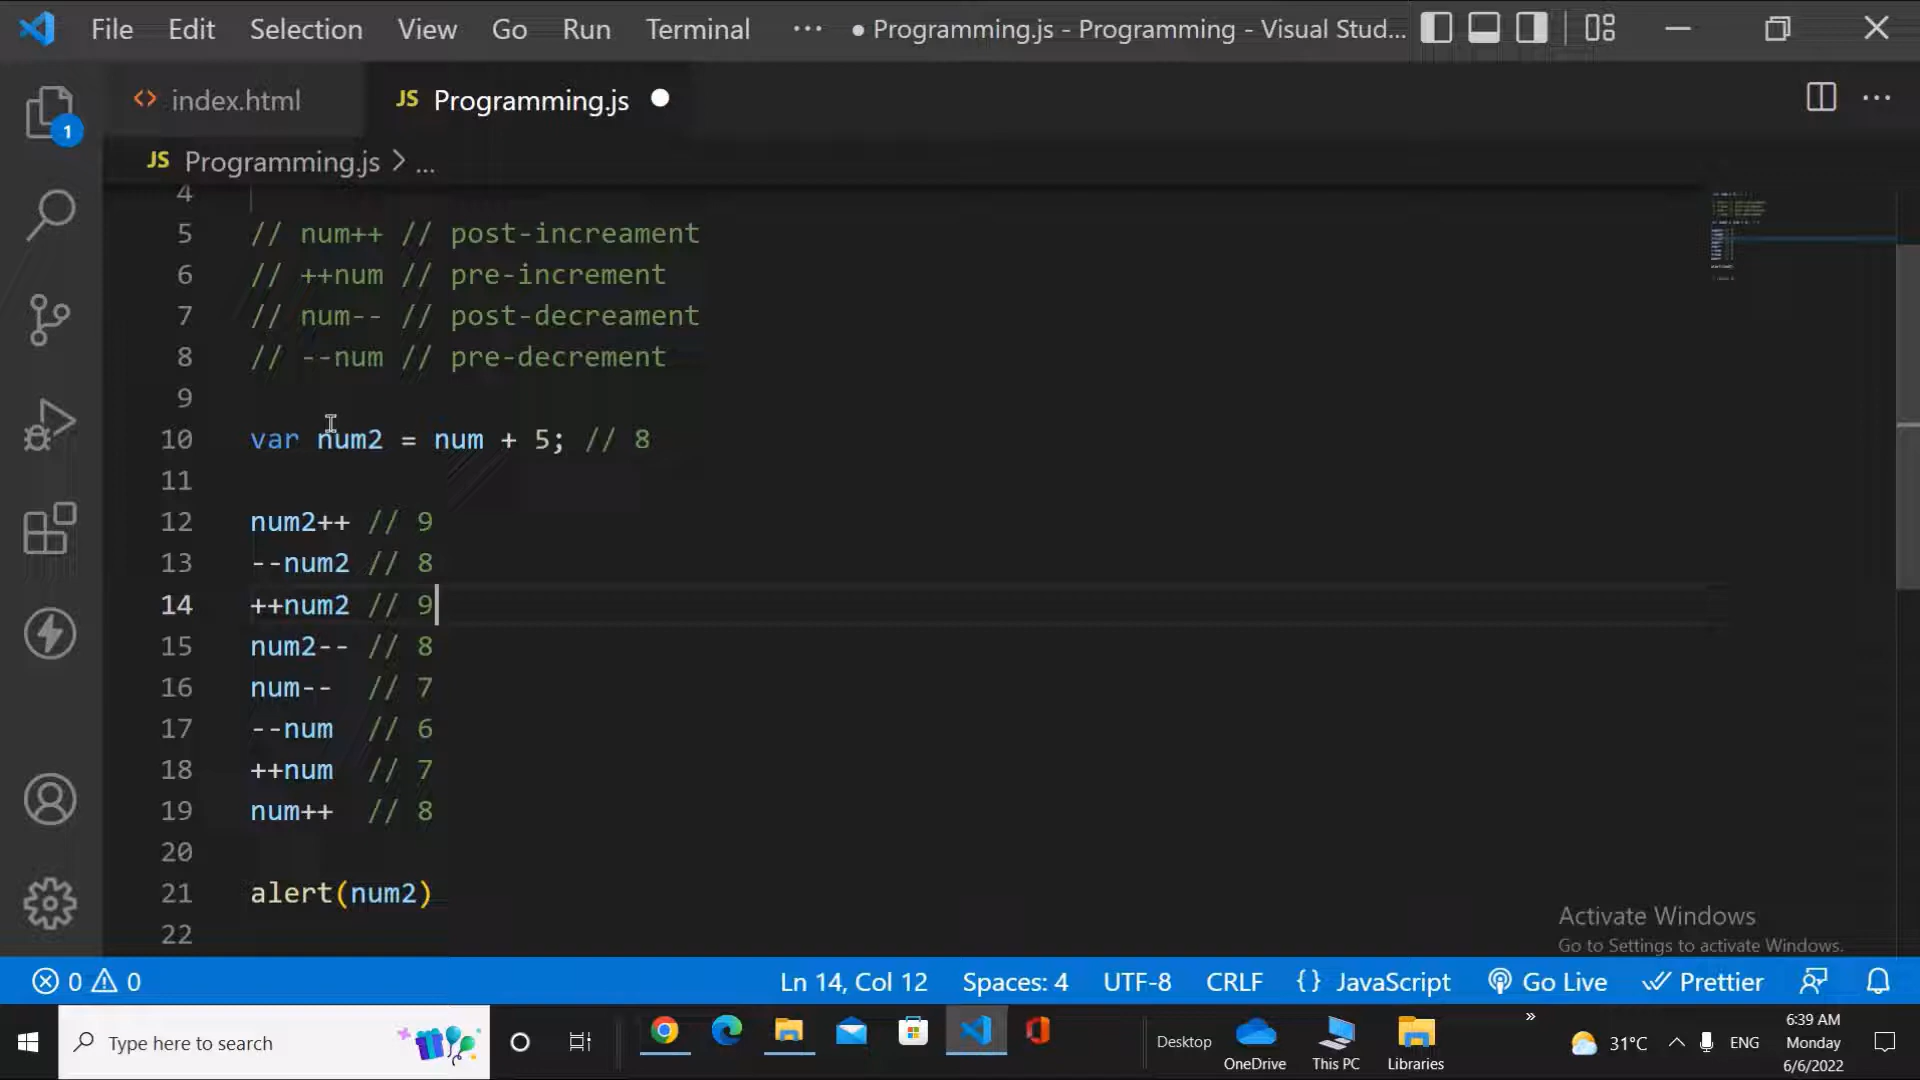 File Edit Selection View Go Run Terminal ··· ● Programming.js - Programming - Visual Stud...
1
<> index.html JS Programming.js ●
JS Programming.js > ...
4
5 // num++ // post-increament
6 // ++num // pre-increment
7 // num-- // post-decreament
8 // --num // pre-decrement
9
10 var num2 = num + 5; // 8
11
12 num2++ // 9
13 --num2 // 8
14 ++num2 // 9
15 num2-- // 8
16 num-- // 7
17 --num // 6
18 ++num // 7
19 num++ // 8
20
21 alert(num2)
22
Activate Windows
Go to Settings to activate Windows.
0 0 Ln 14, Col 12 Spaces: 4 UTF-8 CRLF {} JavaScript Go Live Prettier
Type here to search Desktop OneDrive This PC Libraries » 31°C ENG
6:39 AM
Monday
6/6/2022